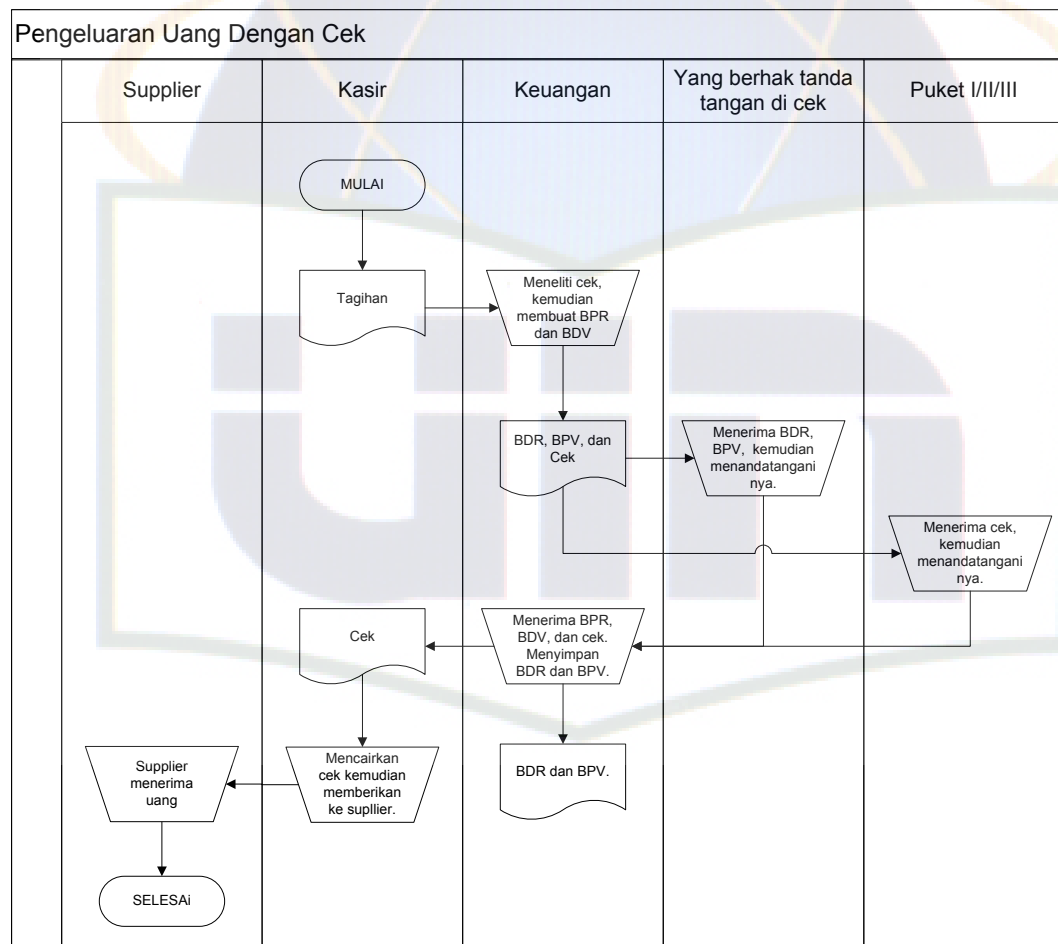 Pengeluaran Uang Dengan Cek
Supplier
Kasir
Keuangan
Yang berhak tanda
tangan di cek
Puket I/II/III
MULAI
Tagihan
Meneliti cek,
kemudian
membuat BPR
dan BDV
BDR, BPV, dan
Cek
Menerima BDR,
BPV, kemudian
menandatangani
nya.
Menerima cek,
kemudian
menandatangani
nya.
Cek
Menerima BPR,
BDV, dan cek.
Menyimpan
BDR dan BPV.
Supplier
menerima
uang
Mencairkan
cek kemudian
memberikan
ke supllier.
BDR dan BPV.
SELESAi
uin